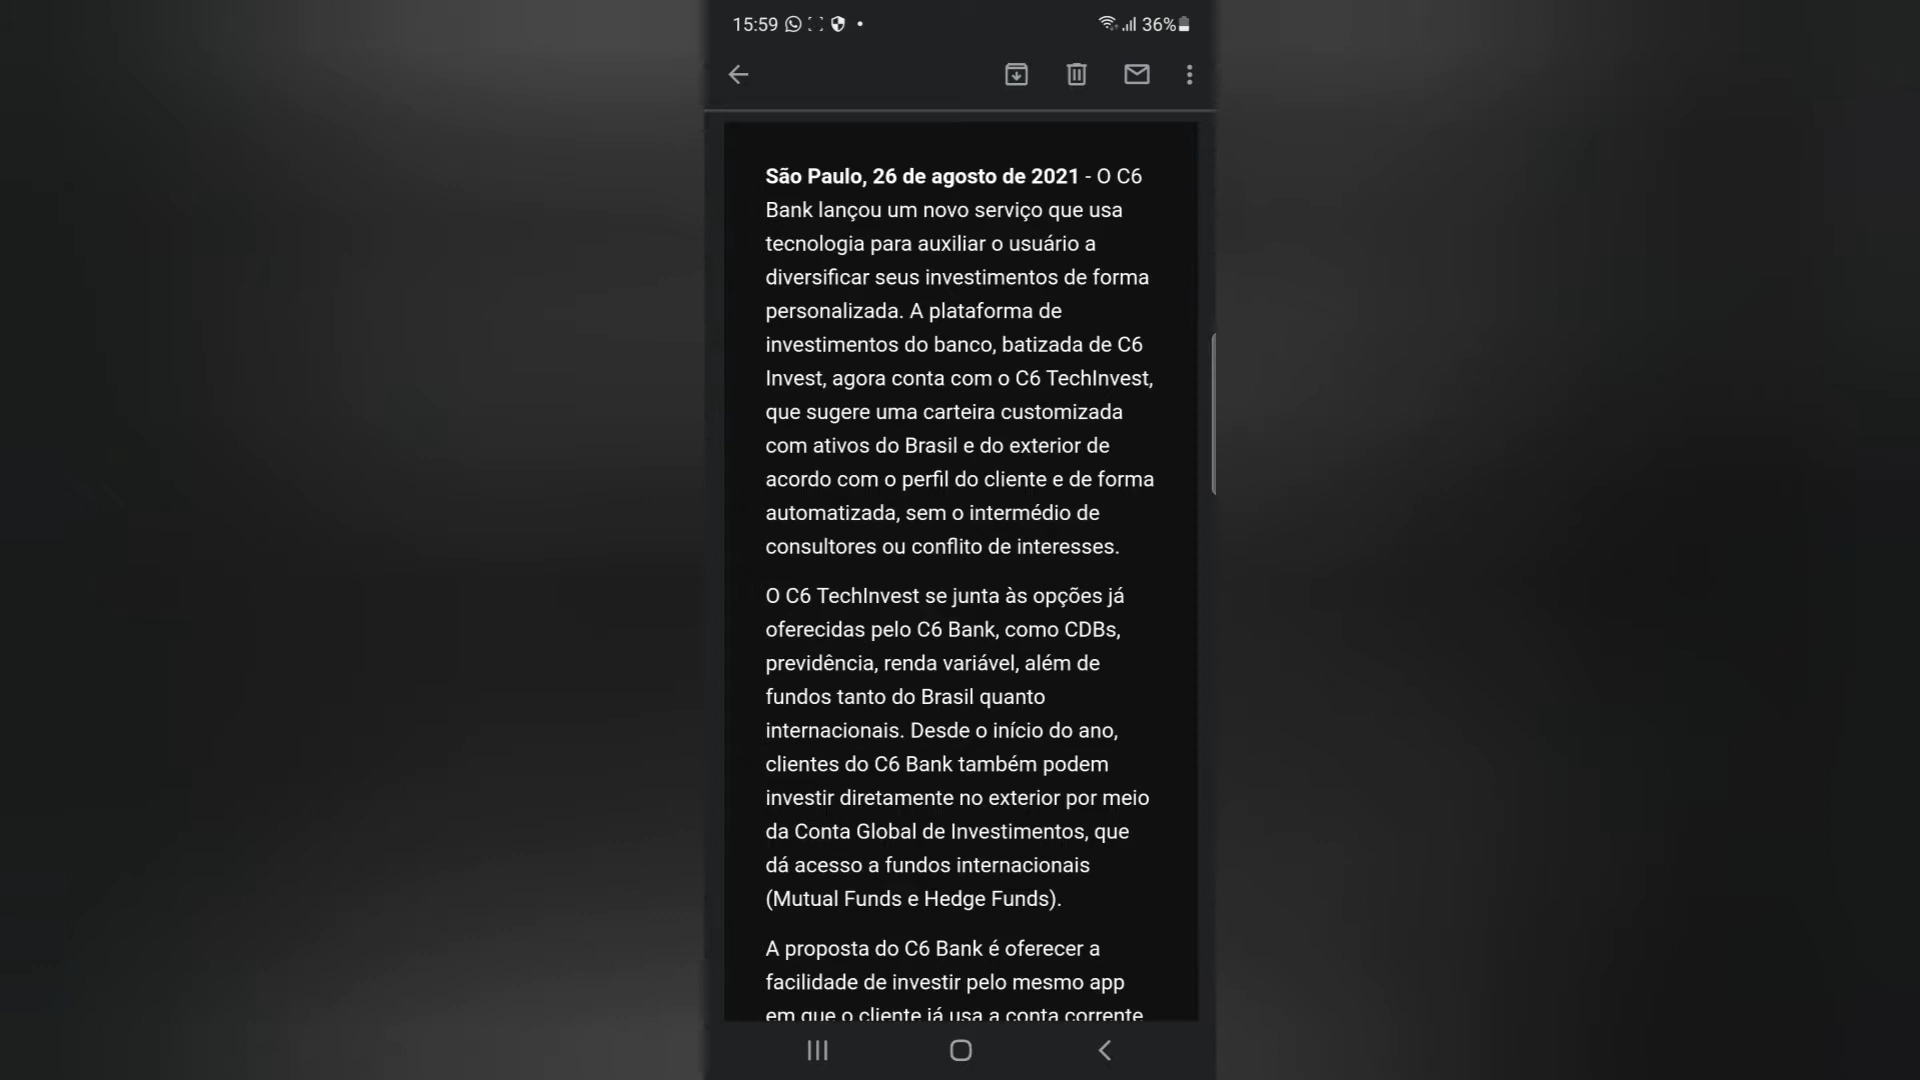 15:59
36%
São Paulo, 26 de agosto de 2021 - O C6
Bank lançou um novo serviço que usa
tecnologia para auxiliar o usuário a
diversificar seus investimentos de forma
personalizada. A plataforma de
investimentos do banco, batizada de C6
Invest, agora conta com o C6 TechInvest,
que sugere uma carteira customizada
com ativos do Brasil e do exterior de
acordo com o perfil do cliente e de forma
automatizada, sem o intermédio de
consultores ou conflito de interesses.
O C6 TechInvest se junta às opções já
oferecidas pelo C6 Bank, como CDBs,
previdência, renda variável, além de
fundos tanto do Brasil quanto
internacionais. Desde o início do ano,
clientes do C6 Bank também podem
investir diretamente no exterior por meio
da Conta Global de Investimentos, que
dá acesso a fundos internacionais
(Mutual Funds e Hedge Funds).
A proposta do C6 Bank é oferecer a
facilidade de investir pelo mesmo app
em que o cliente já usa a conta corrente